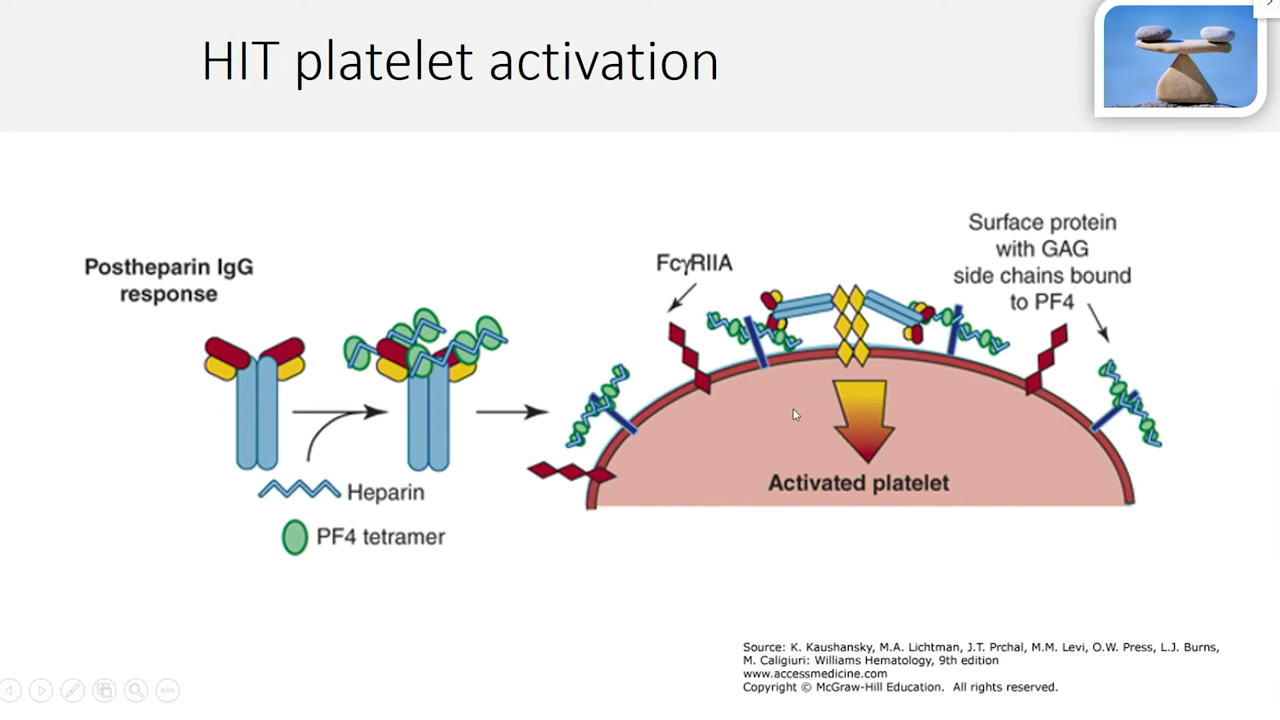 HIT platelet activation
Postheparin IgG
response
Heparin
PF4 tetramer
FcγRIIA
Surface protein
with GAG
side chains bound
to PF4
Activated platelet
Source: K. Kaushansky, M.A. Lichtman, J.T. Prchal, M.M. Levi, O.W. Press, L.J. Burns,
M. Caligiuri: Williams Hematology, 9th edition
www.accessmedicine.com
Copyright © McGraw-Hill Education. All rights reserved.